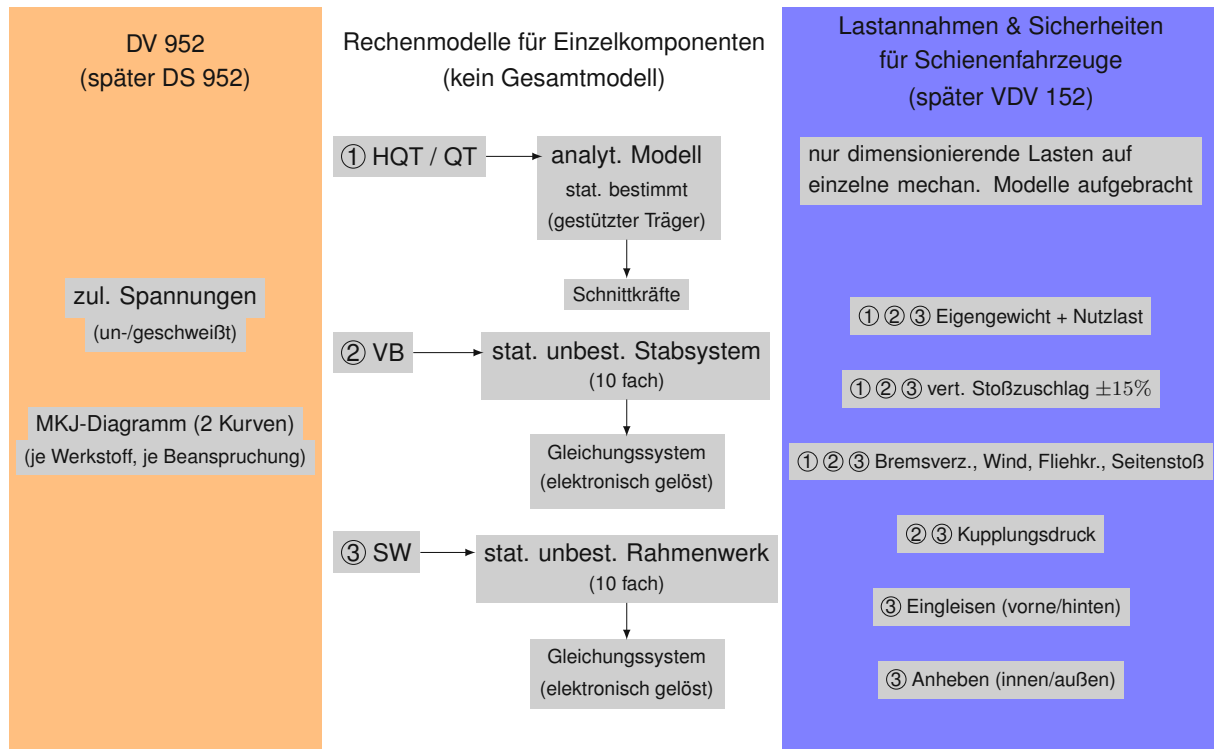 DV 952
(später DS 952)
zul. Spannungen
(un-/geschweißt)
MKJ-Diagramm (2 Kurven)
(je Werkstoff, je Beanspruchung)
Rechenmodelle für Einzelkomponenten
(kein Gesamtmodell)
① HQT / QT
analyt. Modell
stat. bestimmt
(gestützter Träger)
Schnittkräfte
② VB
stat. unbest. Stabsystem
(10 fach)
Gleichungssystem
(elektronisch gelöst)
③ SW
stat. unbest. Rahmenwerk
(10 fach)
Gleichungssystem
(elektronisch gelöst)
Lastannahmen & Sicherheiten
für Schienenfahrzeuge
(später VDV 152)
nur dimensionierende Lasten auf
einzelne mechan. Modelle aufgebracht
① ② ③ Eigengewicht + Nutzlast
① ② ③ vert. Stoßzuschlag ±15%
① ② ③ Bremsverz., Wind, Fliehkr., Seitenstoß
② ③ Kupplungsdruck
③ Eingleisen (vorne/hinten)
③ Anheben (innen/außen)